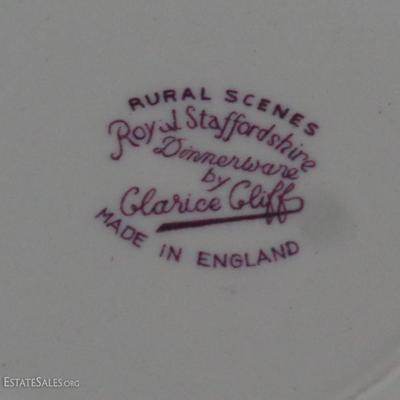 RURAL SCENES
Royal Staffordshire
Dinnerware
by
Clarice Cliff
MADE IN ENGLAND
ESTATESALES.ORG